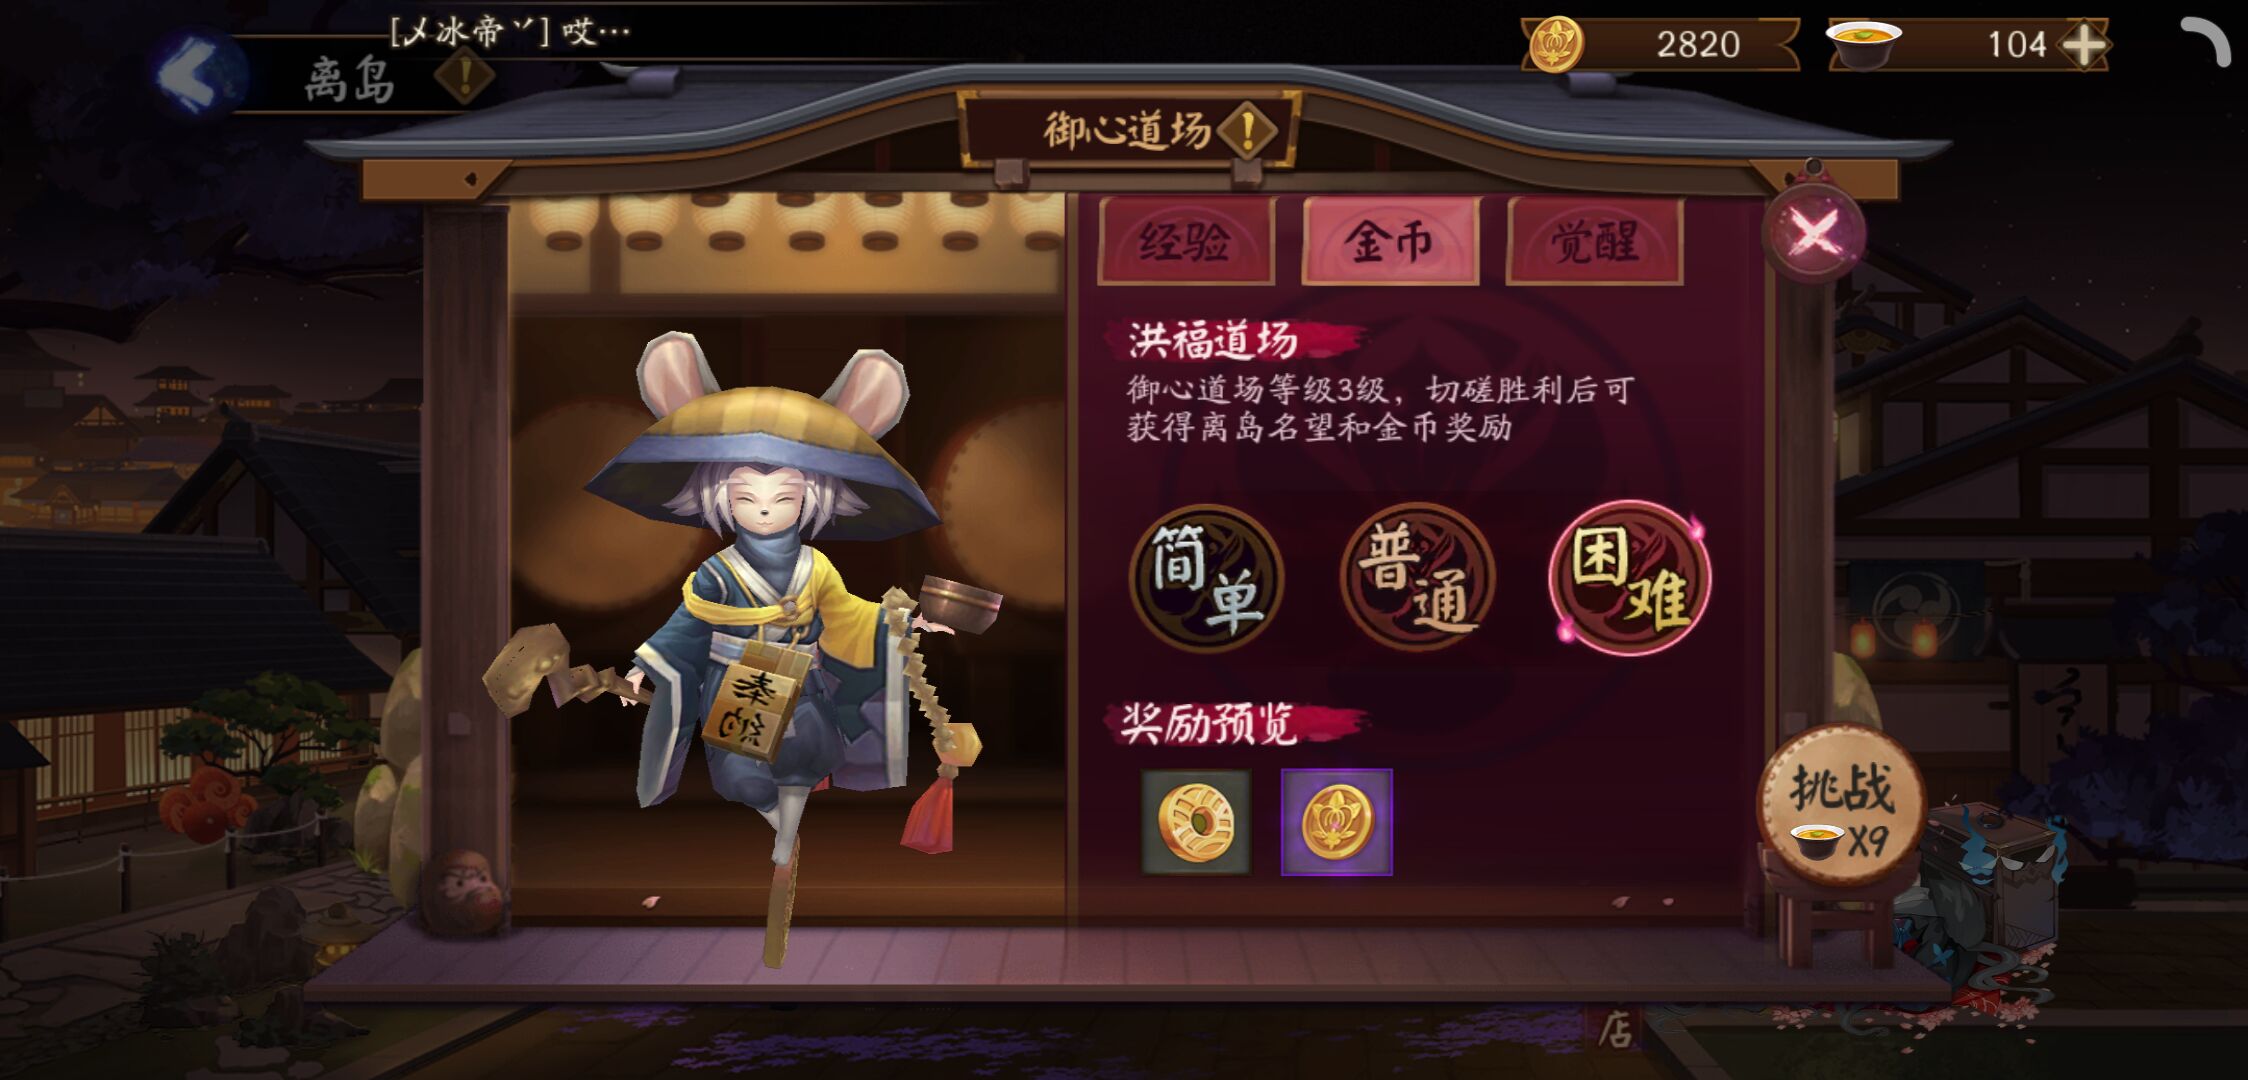 [乄冰帝丷] 哎…
离岛
2820
104
御心道场
经验
金币
觉醒
洪福道场
御心道场等级3级，切磋胜利后可
获得离岛名望和金币奖励
简单
普通
困难
奖励预览
奉纳
挑战
X9
店